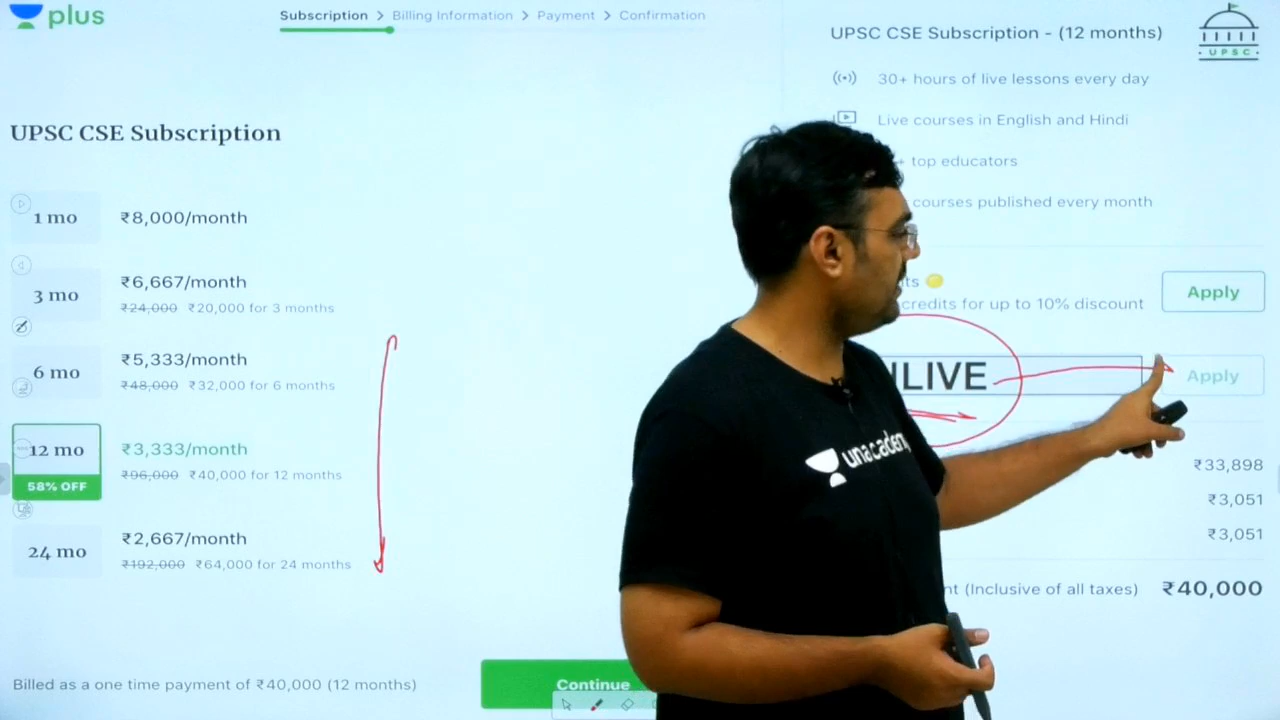 plus
Subscription > Billing Information > Payment > Confirmation
UPSC CSE Subscription
1 mo ₹8,000/month
3 mo ₹6,667/month
₹24,000 ₹20,000 for 3 months
6 mo ₹5,333/month
₹48,000 ₹32,000 for 6 months
12 mo ₹3,333/month
58% OFF ₹96,000 ₹40,000 for 12 months
24 mo ₹2,667/month
₹192,000 ₹64,000 for 24 months
Billed as a one time payment of ₹40,000 (12 months)
Continue
UPSC CSE Subscription - (12 months)
UPSC
30+ hours of live lessons every day
Live courses in English and Hindi
top educators
courses published every month
credits for up to 10% discount
Apply
LIVE
Apply
unacademy
₹33,898
₹3,051
₹3,051
(Inclusive of all taxes) ₹40,000